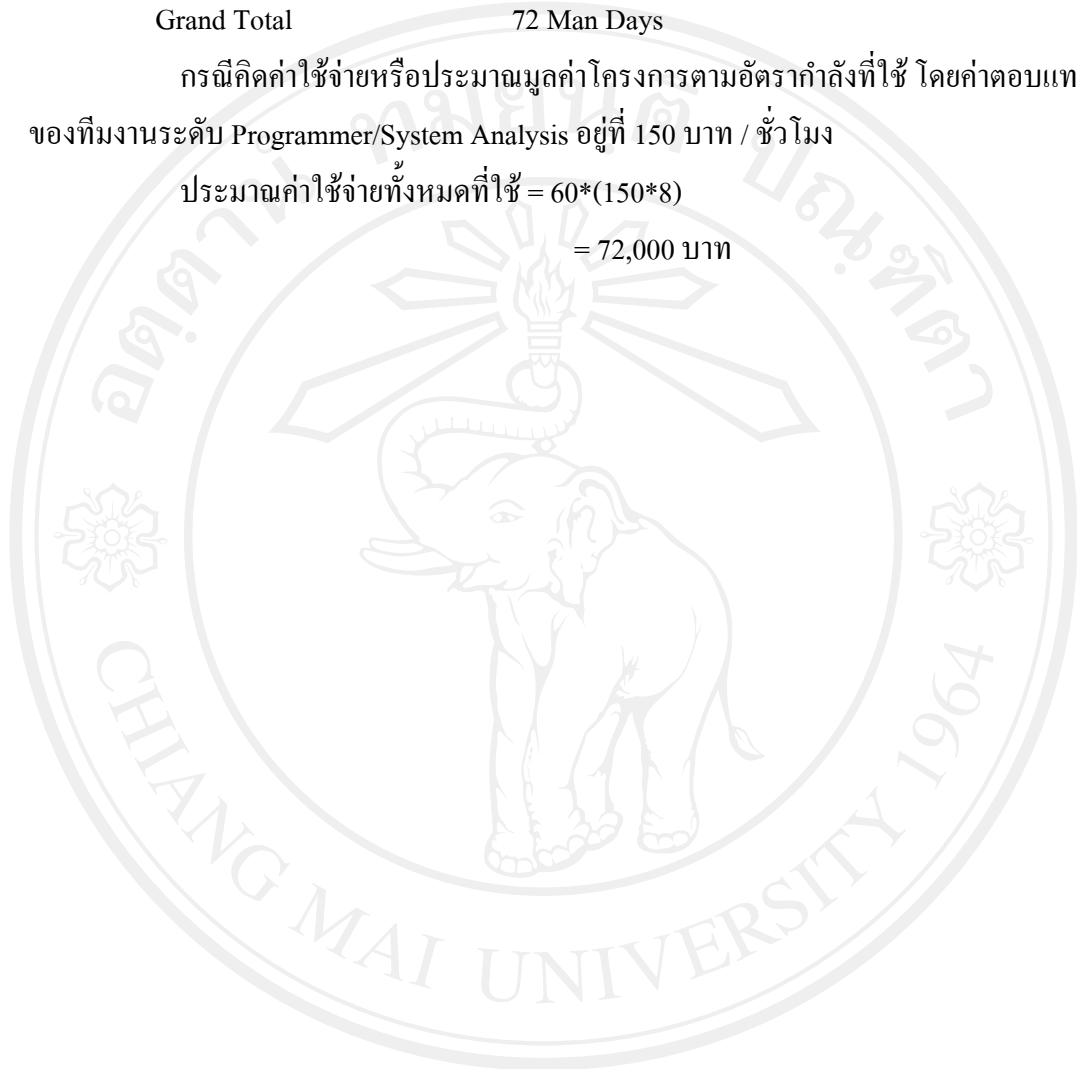 Grand Total 72 Man Days
กรณีคิดค่าใช้จ่ายหรือประมาณมูลค่าโครงการตามอัตรากำลังที่ใช้ โดยค่าตอบแท
ของทีมงานระดับ Programmer/System Analysis อยู่ที่ 150 บาท / ชั่วโมง
ประมาณค่าใช้จ่ายทั้งหมดที่ใช้ = 60*(150*8)
= 72,000 บาท
CHIANG MAI UNIVERSITY 1964